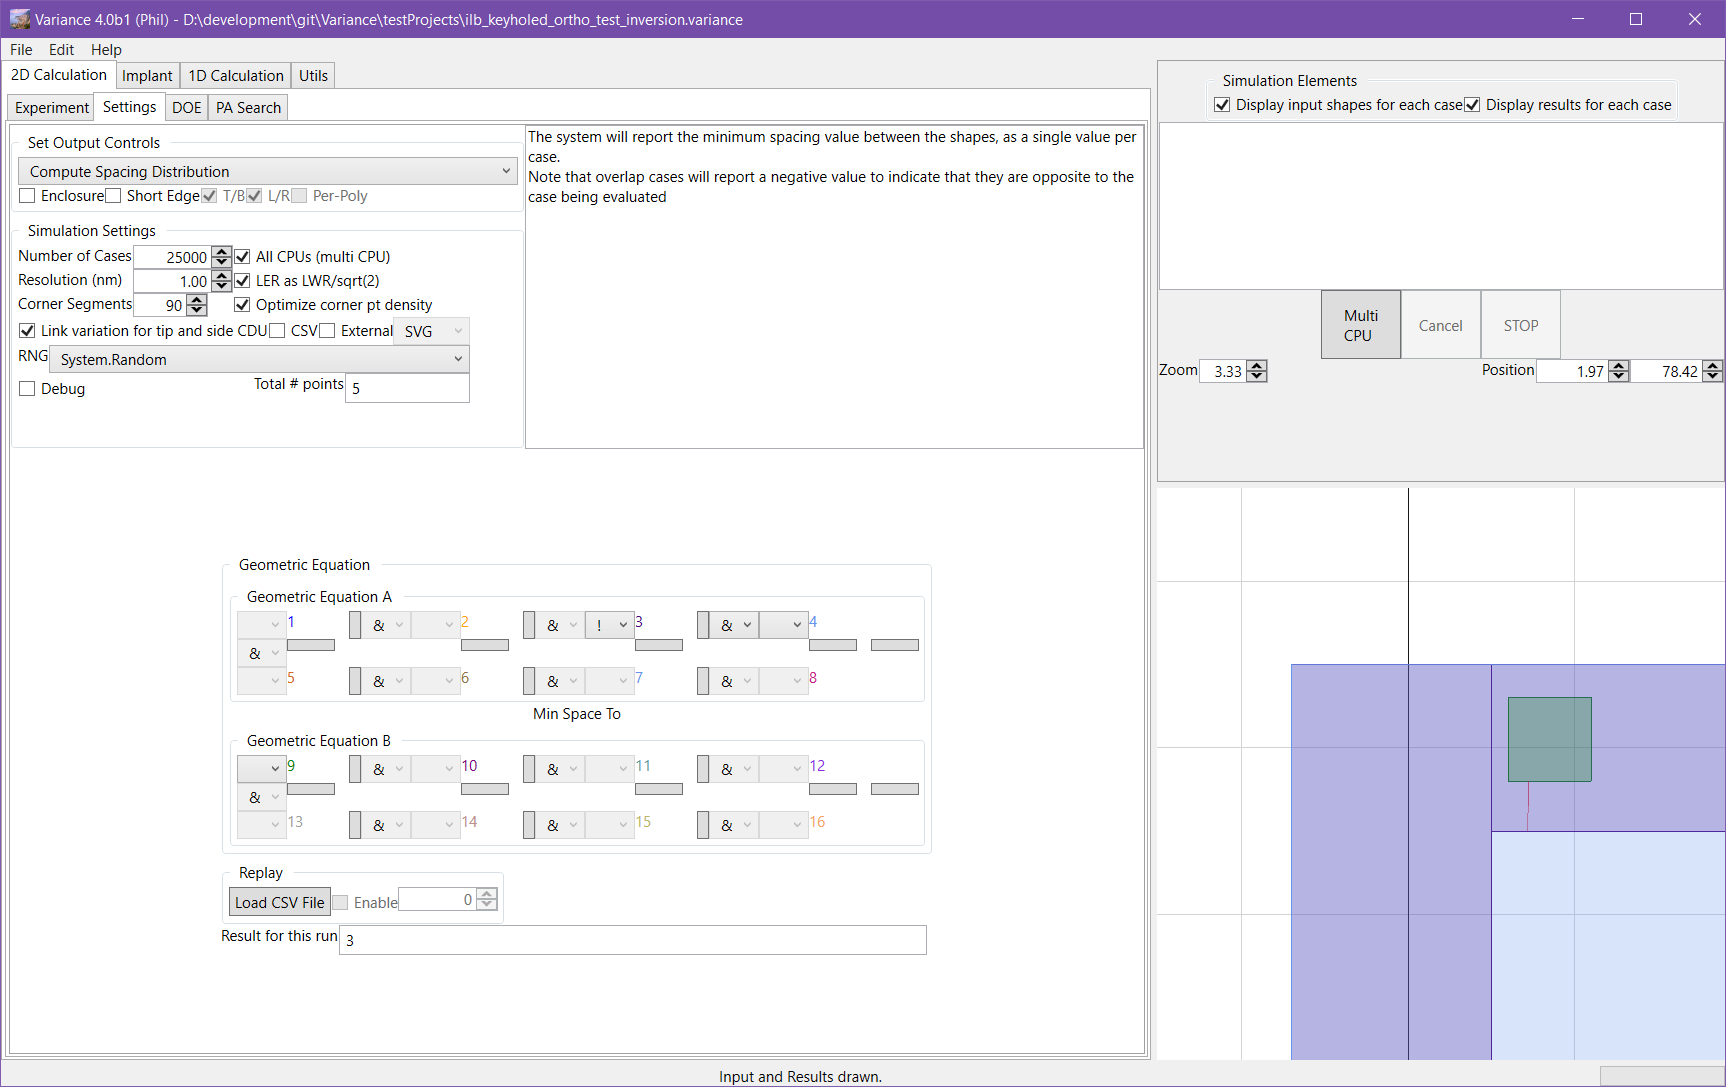 Variance 4.0b1 (Phil) - D:\development\git\Variance\testProjects\ilb_keyholed_ortho_test_inversion.variance
File Edit Help
2D Calculation Implant 1D Calculation Utils
Experiment Settings DOE PA Search
Set Output Controls
Compute Spacing Distribution
Enclosure Short Edge T/B L/R Per-Poly
The system will report the minimum spacing value between the shapes, as a single value per
case.
Note that overlap cases will report a negative value to indicate that they are opposite to the
case being evaluated
Simulation Settings
Number of Cases 25000 All CPUs (multi CPU)
Resolution (nm) 1.00 LER as LWR/sqrt(2)
Corner Segments 90 Optimize corner pt density
Link variation for tip and side CDU CSV External SVG
RNG System.Random
Debug Total # points 5
Geometric Equation
Geometric Equation A
1 & 2 & ! 3 & 4
&
5 & 6 & 7 & 8
Min Space To
Geometric Equation B
9 & 10 & 11 & 12
&
13 & 14 & 15 & 16
Replay
Load CSV File Enable 0
Result for this run 3
Simulation Elements
Display input shapes for each case Display results for each case
Multi
CPU
Cancel STOP
Zoom 3.33 Position 1.97 78.42
Input and Results drawn.